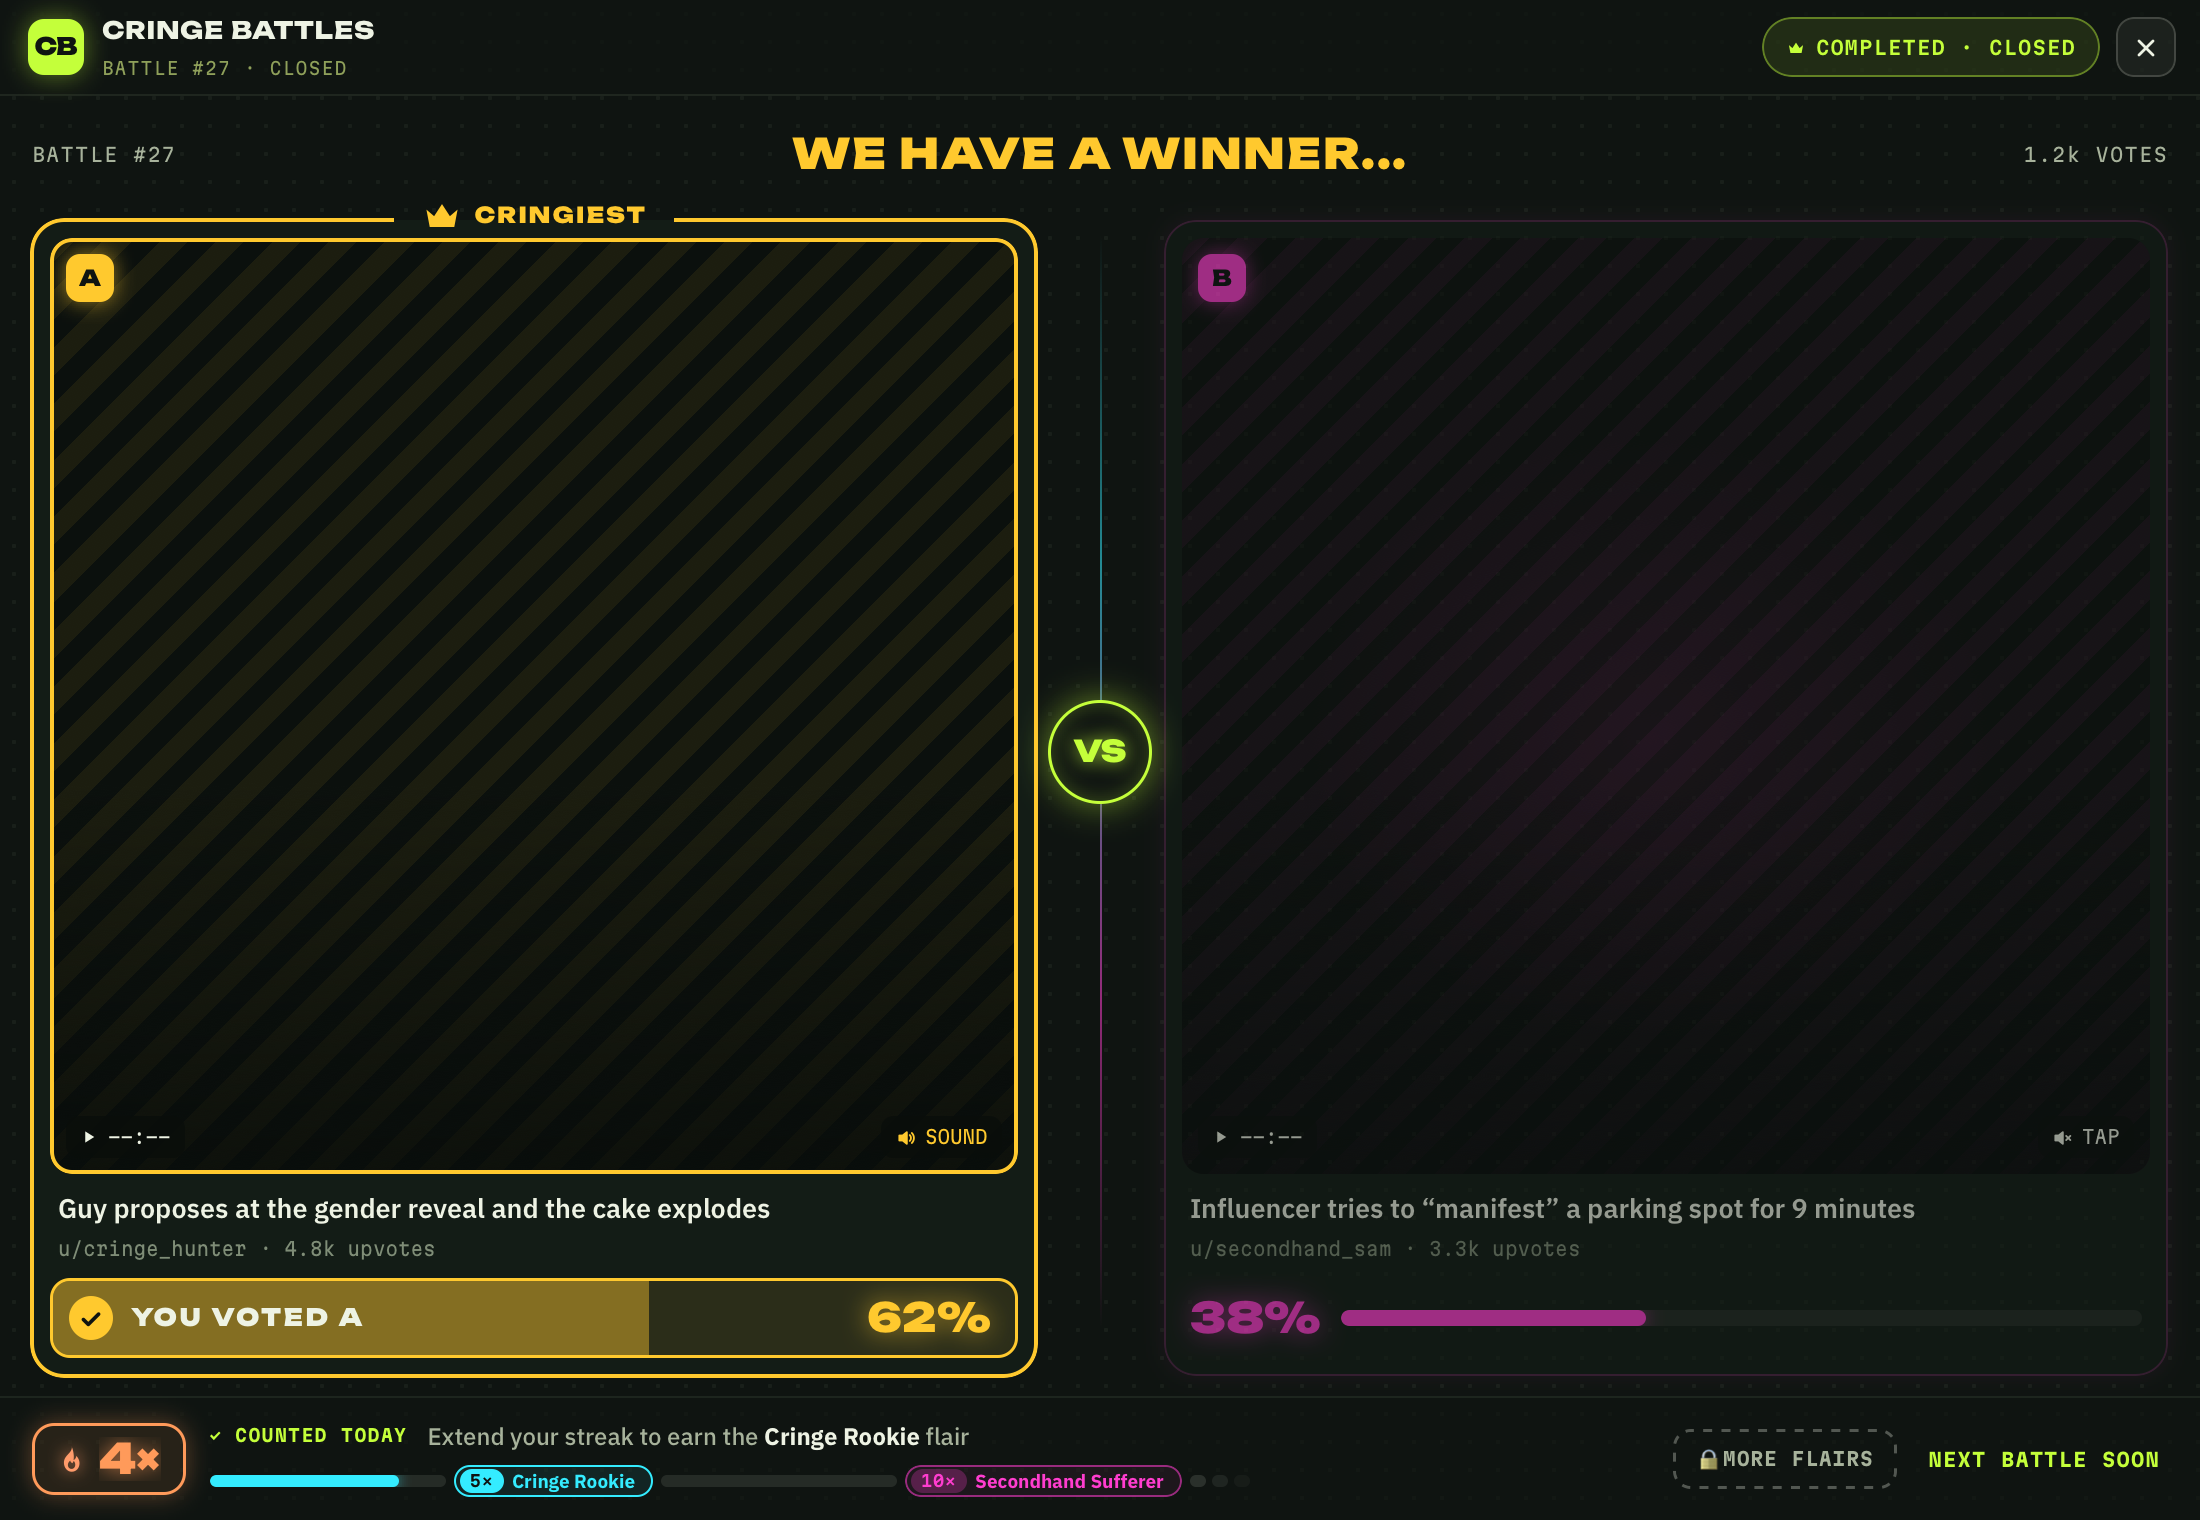 CB
CRINGE BATTLES
BATTLE #27 · CLOSED
COMPLETED · CLOSED
BATTLE #27
WE HAVE A WINNER...
1.2k VOTES
CRINGIEST
A
B
VS
--:--
SOUND
--:--
TAP
Guy proposes at the gender reveal and the cake explodes
u/cringe_hunter · 4.8k upvotes
YOU VOTED A
62%
Influencer tries to “manifest” a parking spot for 9 minutes
u/secondhand_sam · 3.3k upvotes
38%
4×
COUNTED TODAY
Extend your streak to earn the Cringe Rookie flair
5× Cringe Rookie
10× Secondhand Sufferer
MORE FLAIRS
NEXT BATTLE SOON